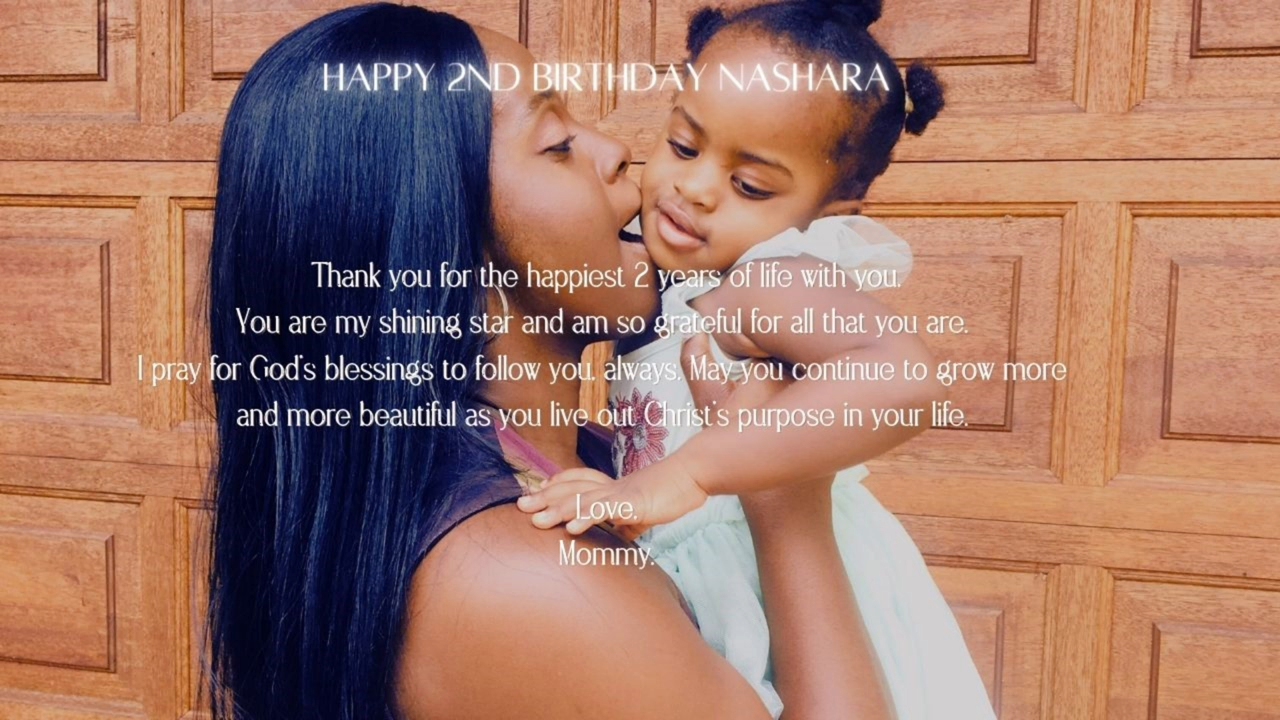 HAPPY 2ND BIRTHDAY NASHARA
Thank you for the happiest 2 years of life with you.
You are my shining star and am so grateful for all that you are.
I pray for God's blessings to follow you, always. May you continue to grow more
and more beautiful as you live out Christ's purpose in your life.
Love,
Mommy.